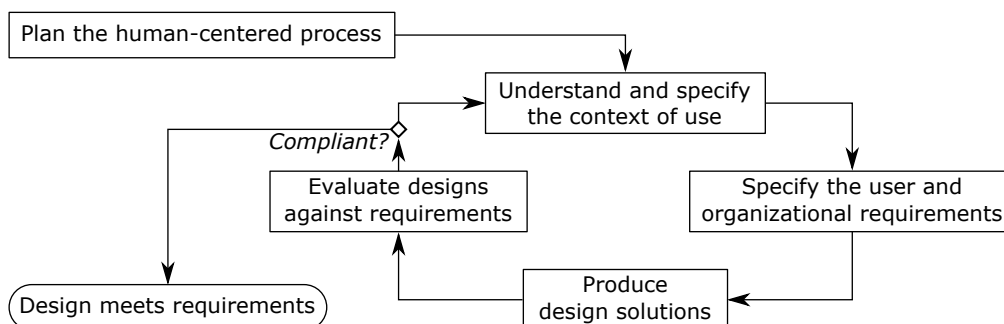 Plan the human-centered process
Understand and specify
the context of use
Compliant?
Evaluate designs
against requirements
Specify the user and
organizational requirements
Produce
design solutions
Design meets requirements